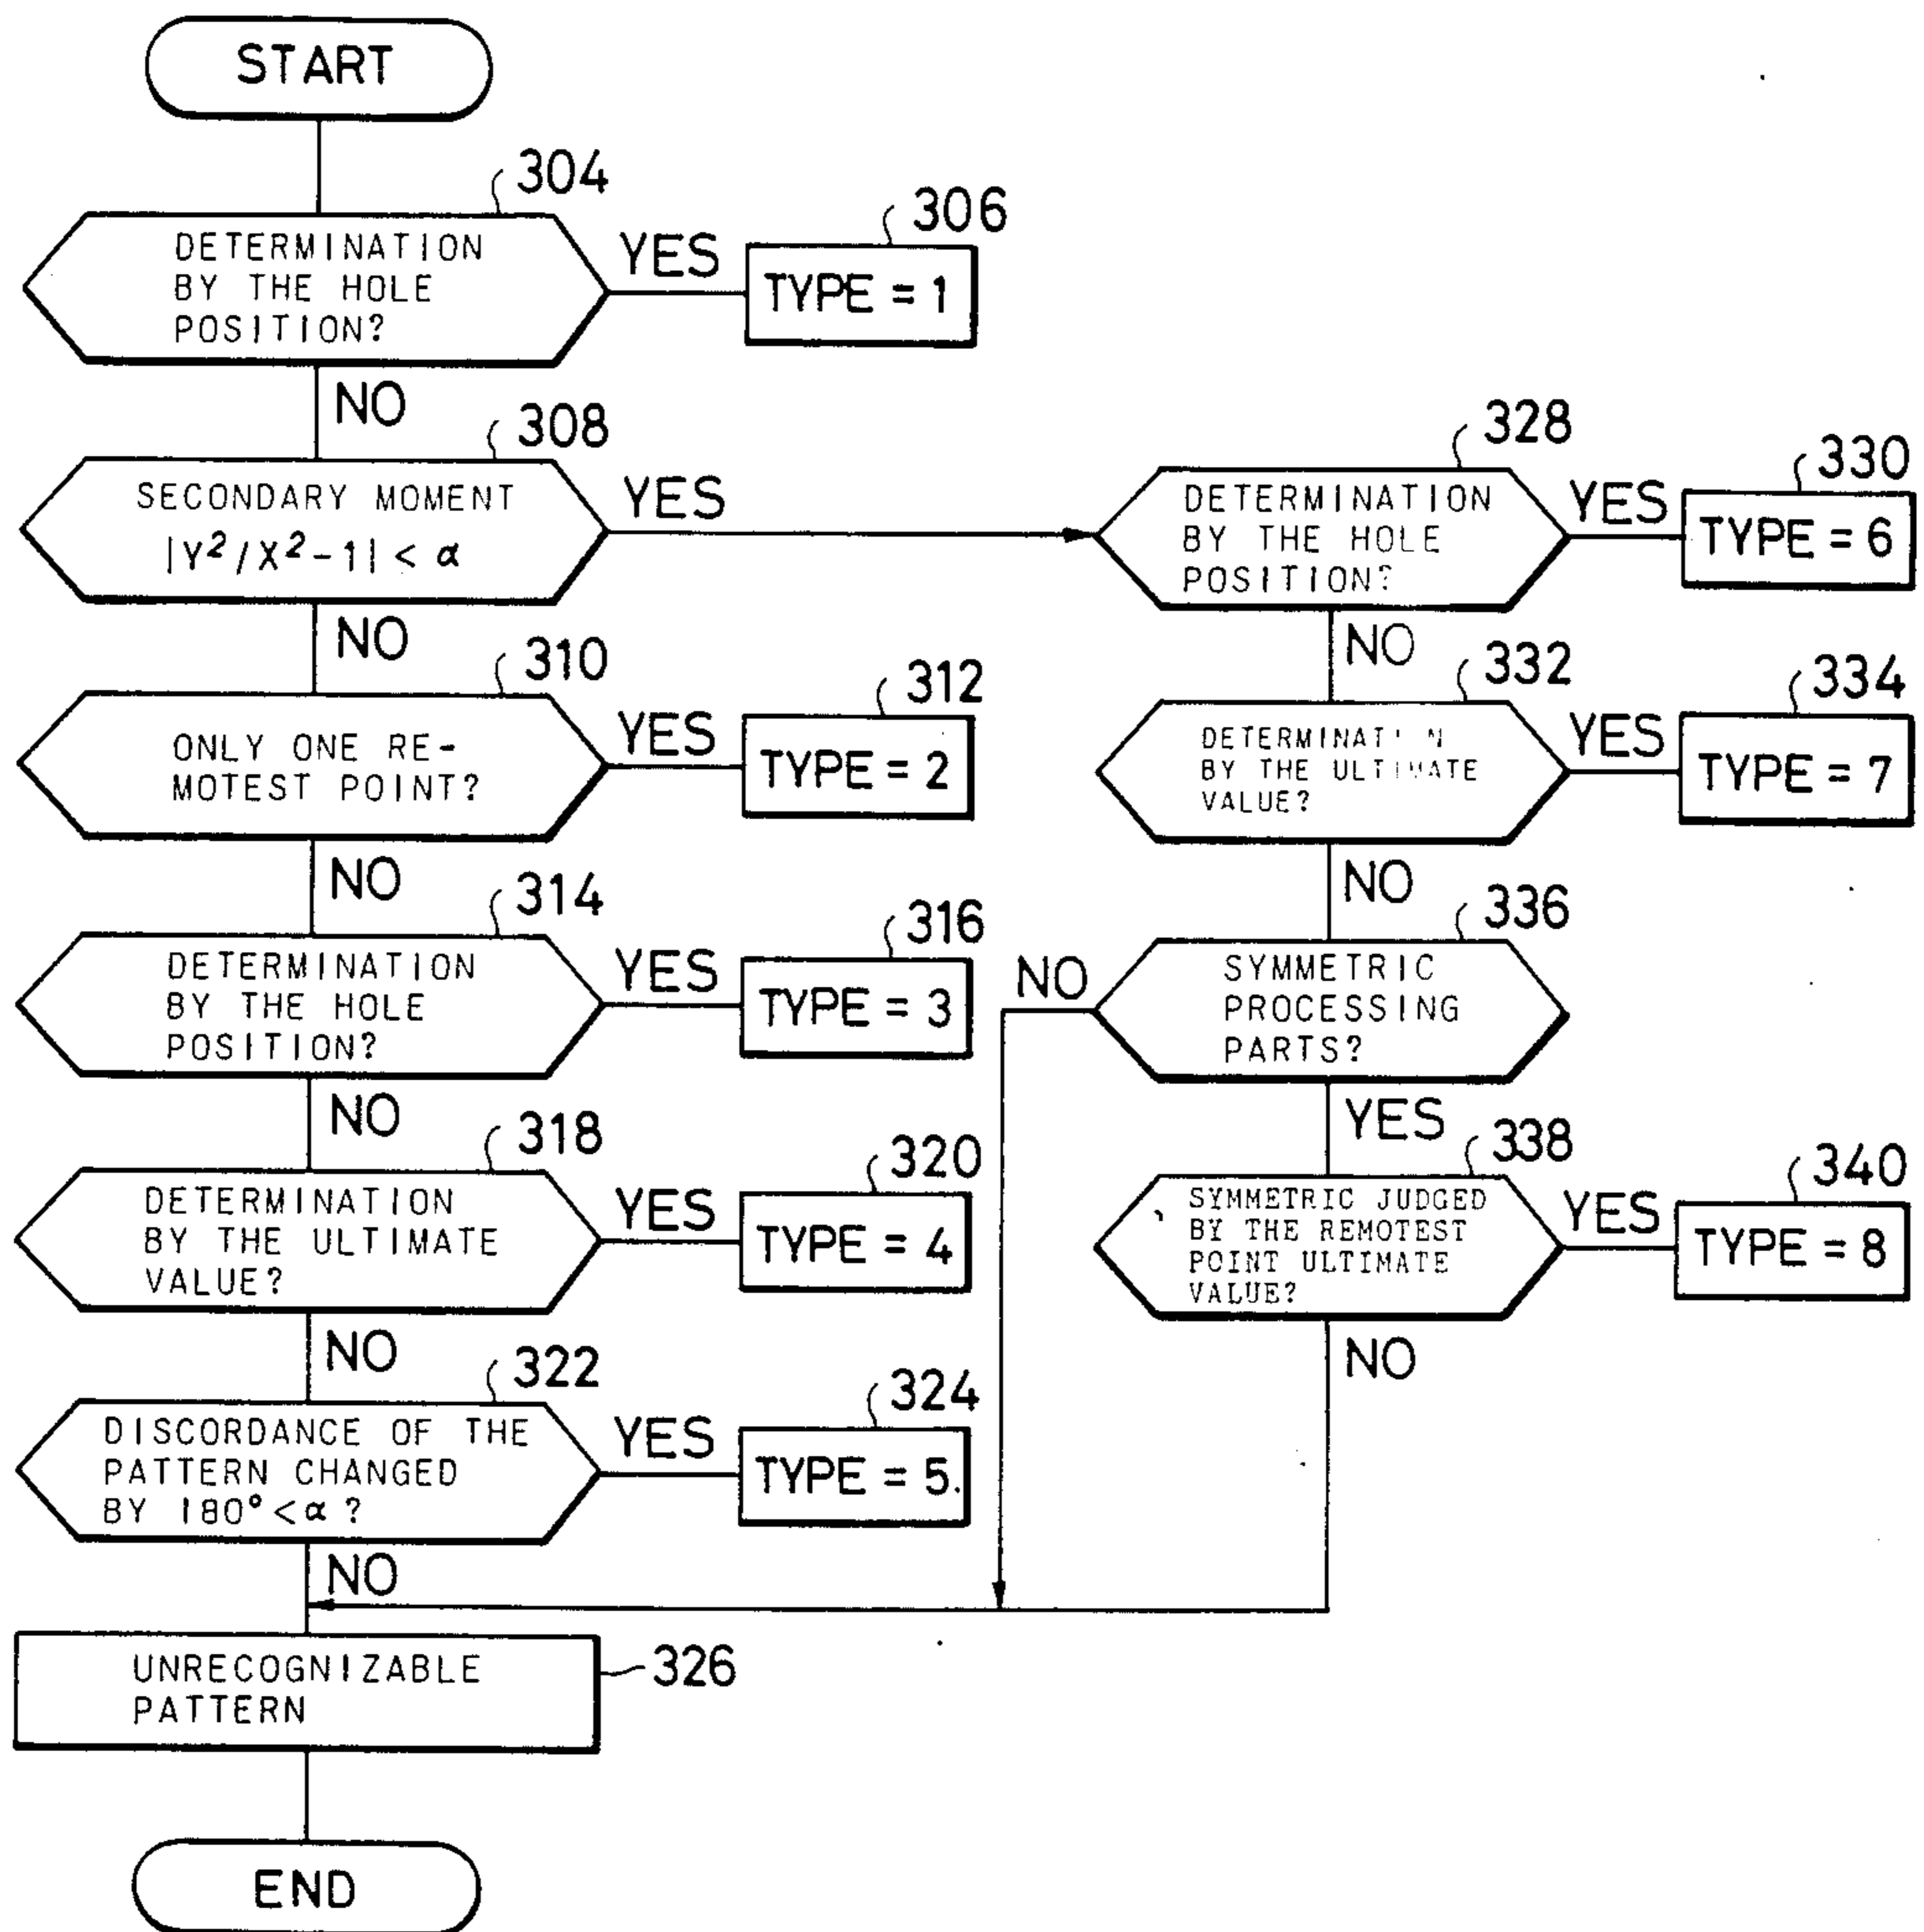 START
304
DETERMINATION
BY THE HOLE
POSITION?
YES
306
TYPE = 1
NO
308
SECONDARY MOMENT
|Y²/X²-1| < α
YES
NO
328
DETERMINATION
BY THE HOLE
POSITION?
YES
330
TYPE = 6
NO
310
ONLY ONE RE-
MOTEST POINT?
YES
312
TYPE = 2
NO
332
BY THE
VALUE?
YES
334
TYPE = 7
NO
314
DETERMINATION
BY THE HOLE
POSITION?
YES
316
TYPE = 3
NO
336
SYMMETRIC
PROCESSING
PARTS?
NO
YES
318
DETERMINATION
BY THE ULTIMATE
VALUE?
YES
320
TYPE = 4
NO
338
SYMMETRIC JUDGED
BY THE REMOTEST
POINT ULTIMATE
VALUE?
YES
340
TYPE = 8
NO
322
DISCORDANCE OF THE
PATTERN CHANGED
BY 180° < α ?
YES
324
TYPE = 5.
NO
UNRECOGNIZABLE
PATTERN
326
END